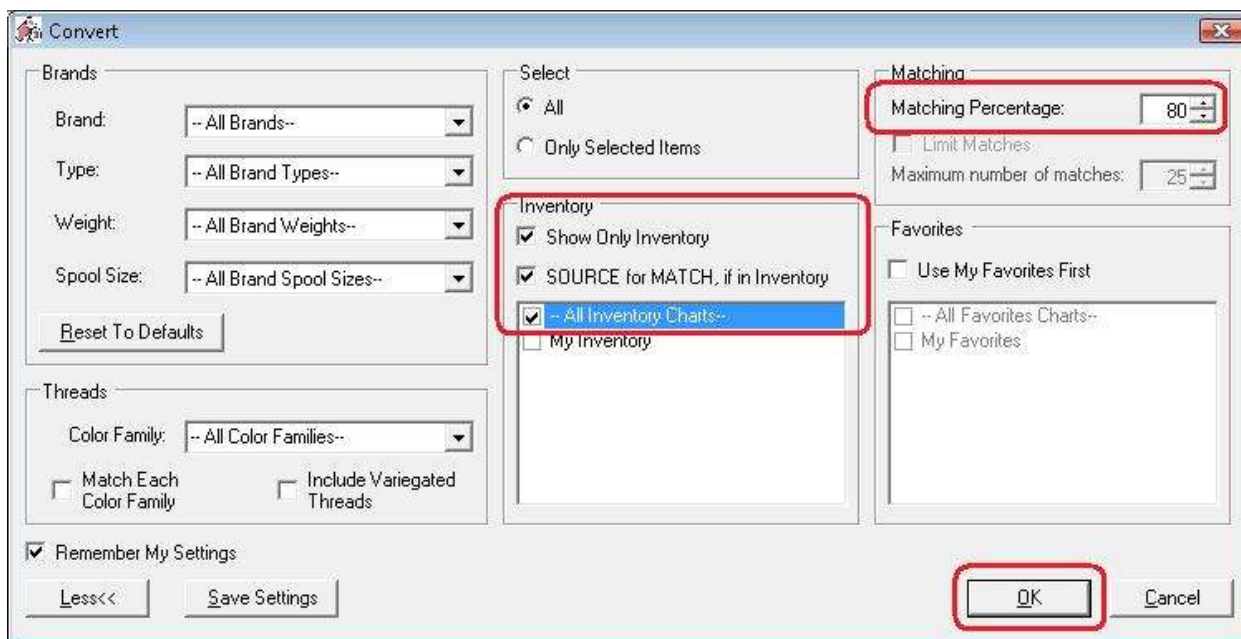 Convert
Brands
Brand: -- All Brands--
Type: -- All Brand Types--
Weight: -- All Brand Weights--
Spool Size: -- All Brand Spool Sizes--
Reset To Defaults
Threads
Color Family: -- All Color Families--
Match Each
Color Family
Include Variegated
Threads
Select
All
Only Selected Items
Inventory
Show Only Inventory
SOURCE for MATCH, if in Inventory
-- All Inventory Charts--
My Inventory
Matching
Matching Percentage: 80
Limit Matches
Maximum number of matches: 25
Favorites
Use My Favorites First
-- All Favorites Charts--
My Favorites
Remember My Settings
Less<<
Save Settings
OK
Cancel